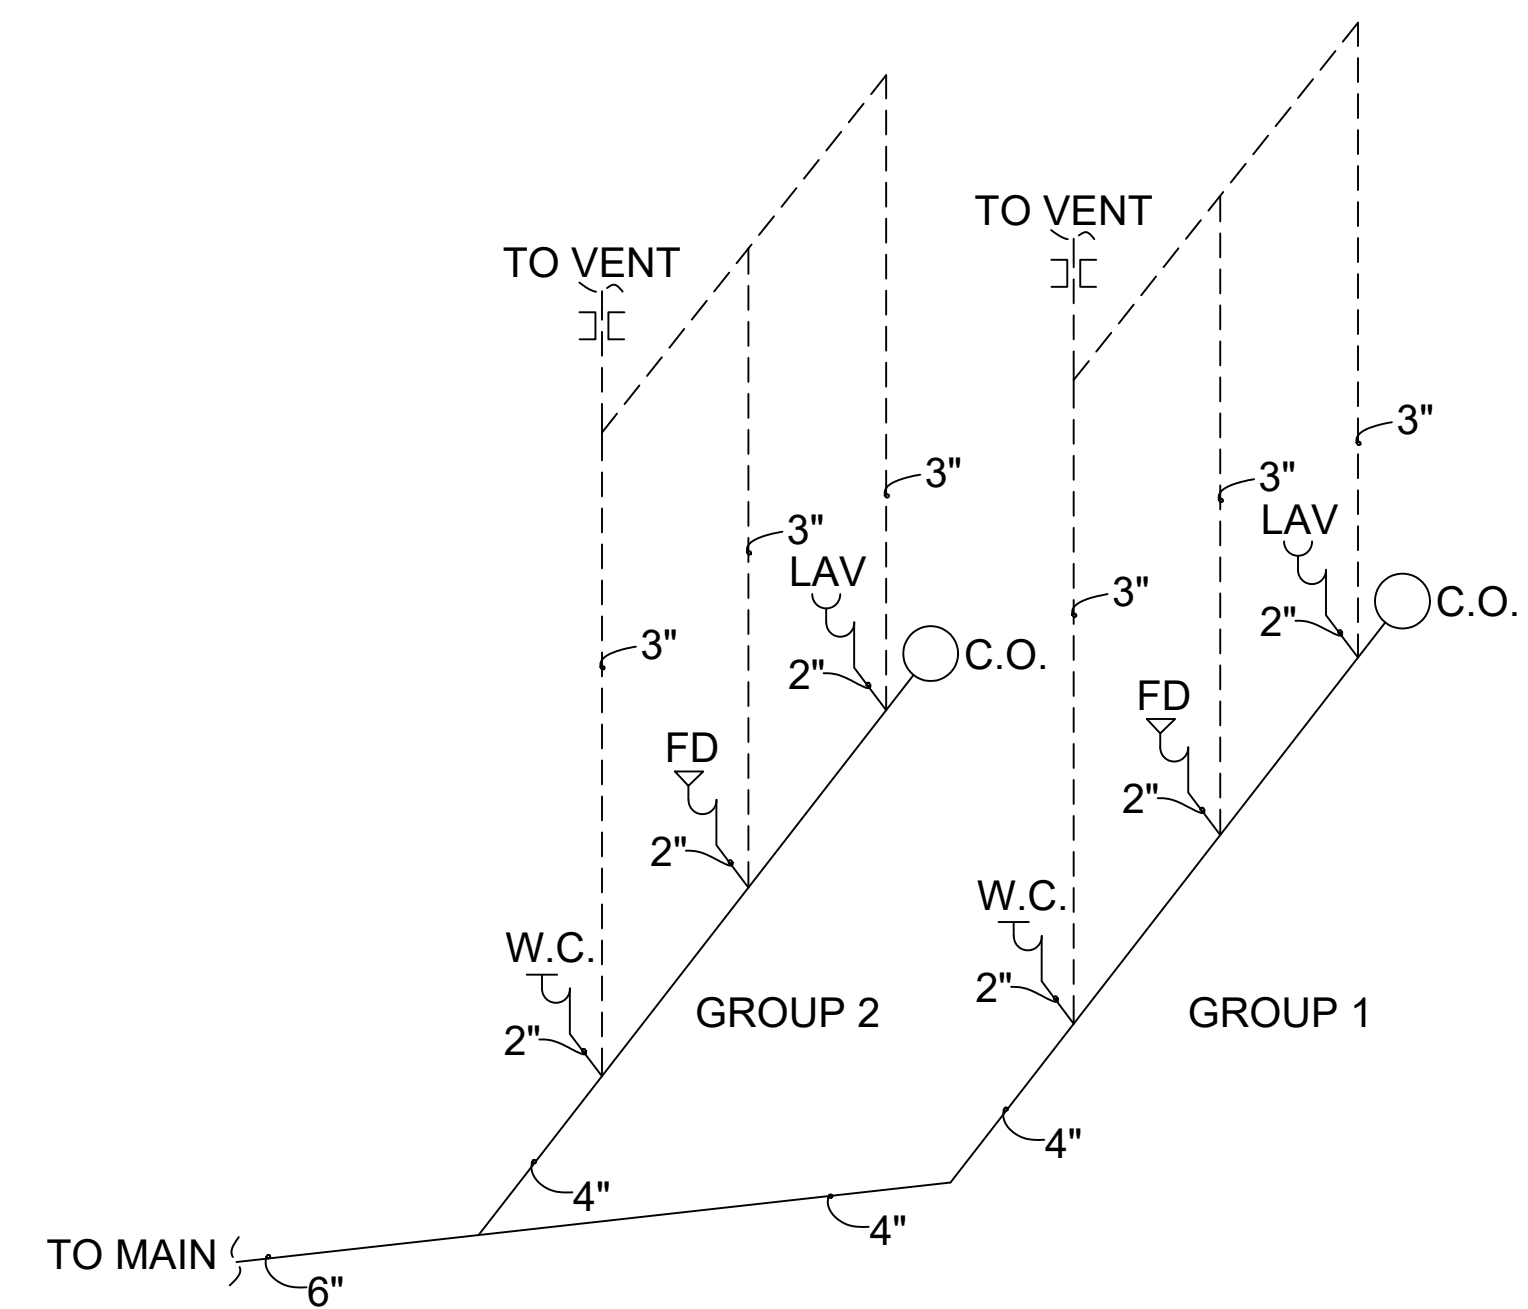 TO VENT
TO VENT
3"
3"
3"
LAV
3"
LAV
3"
2"
C.O.
3"
2"
C.O.
FD
FD
2"
2"
W.C.
W.C.
2"
GROUP 2
GROUP 1
2"
4"
4"
4"
TO MAIN
6"